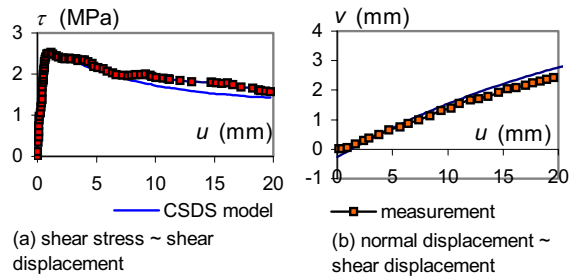 τ (MPa)
3
2
1
0
u (mm)
0 5 10 15 20
v (mm)
4
3
2
1
0
-1
u (mm)
0 5 10 15 20
CSDS model
measurement
(a) shear stress ~ shear
displacement
(b) normal displacement ~
shear displacement